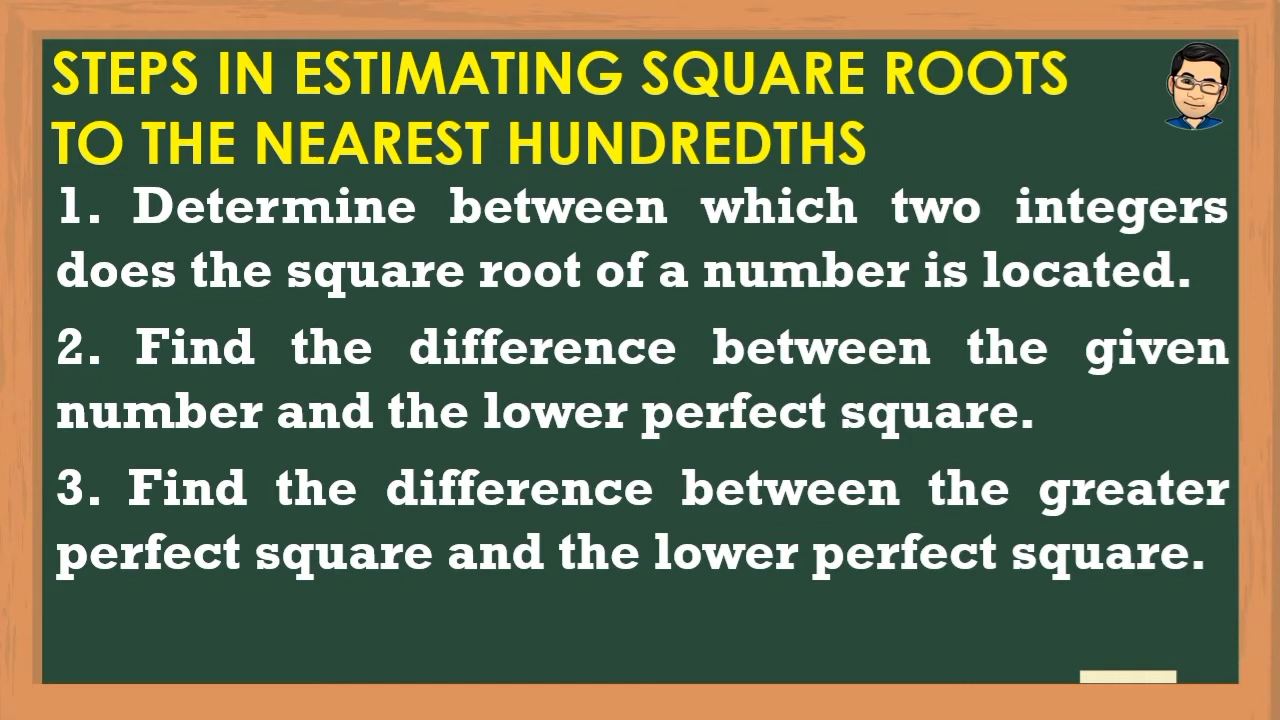 STEPS IN ESTIMATING SQUARE ROOTS
TO THE NEAREST HUNDREDTHS
1. Determine between which two integers
does the square root of a number is located.
2. Find the difference between the given
number and the lower perfect square.
3. Find the difference between the greater
perfect square and the lower perfect square.